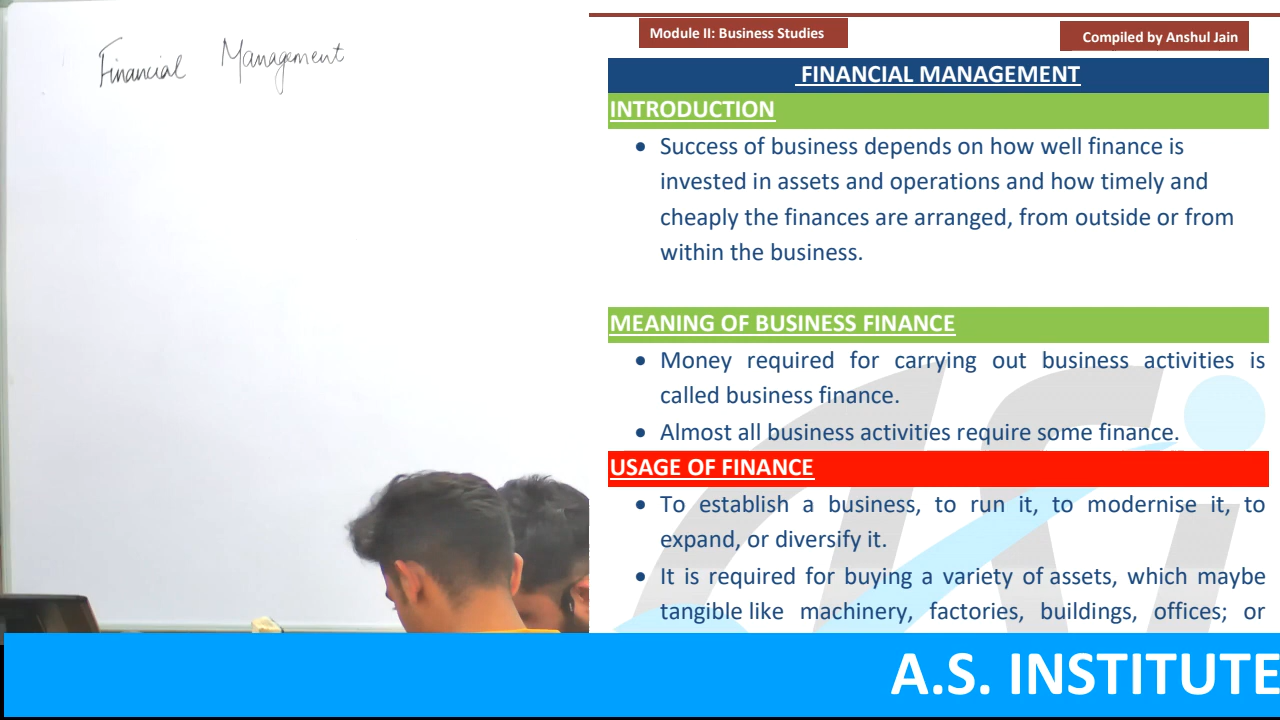 Financial Management
Module II: Business Studies
Compiled by Anshul Jain
FINANCIAL MANAGEMENT
INTRODUCTION
• Success of business depends on how well finance is
invested in assets and operations and how timely and
cheaply the finances are arranged, from outside or from
within the business.
MEANING OF BUSINESS FINANCE
• Money required for carrying out business activities is
called business finance.
• Almost all business activities require some finance.
USAGE OF FINANCE
• To establish a business, to run it, to modernise it, to
expand, or diversify it.
• It is required for buying a variety of assets, which maybe
tangible like machinery, factories, buildings, offices; or
A.S. INSTITUTE